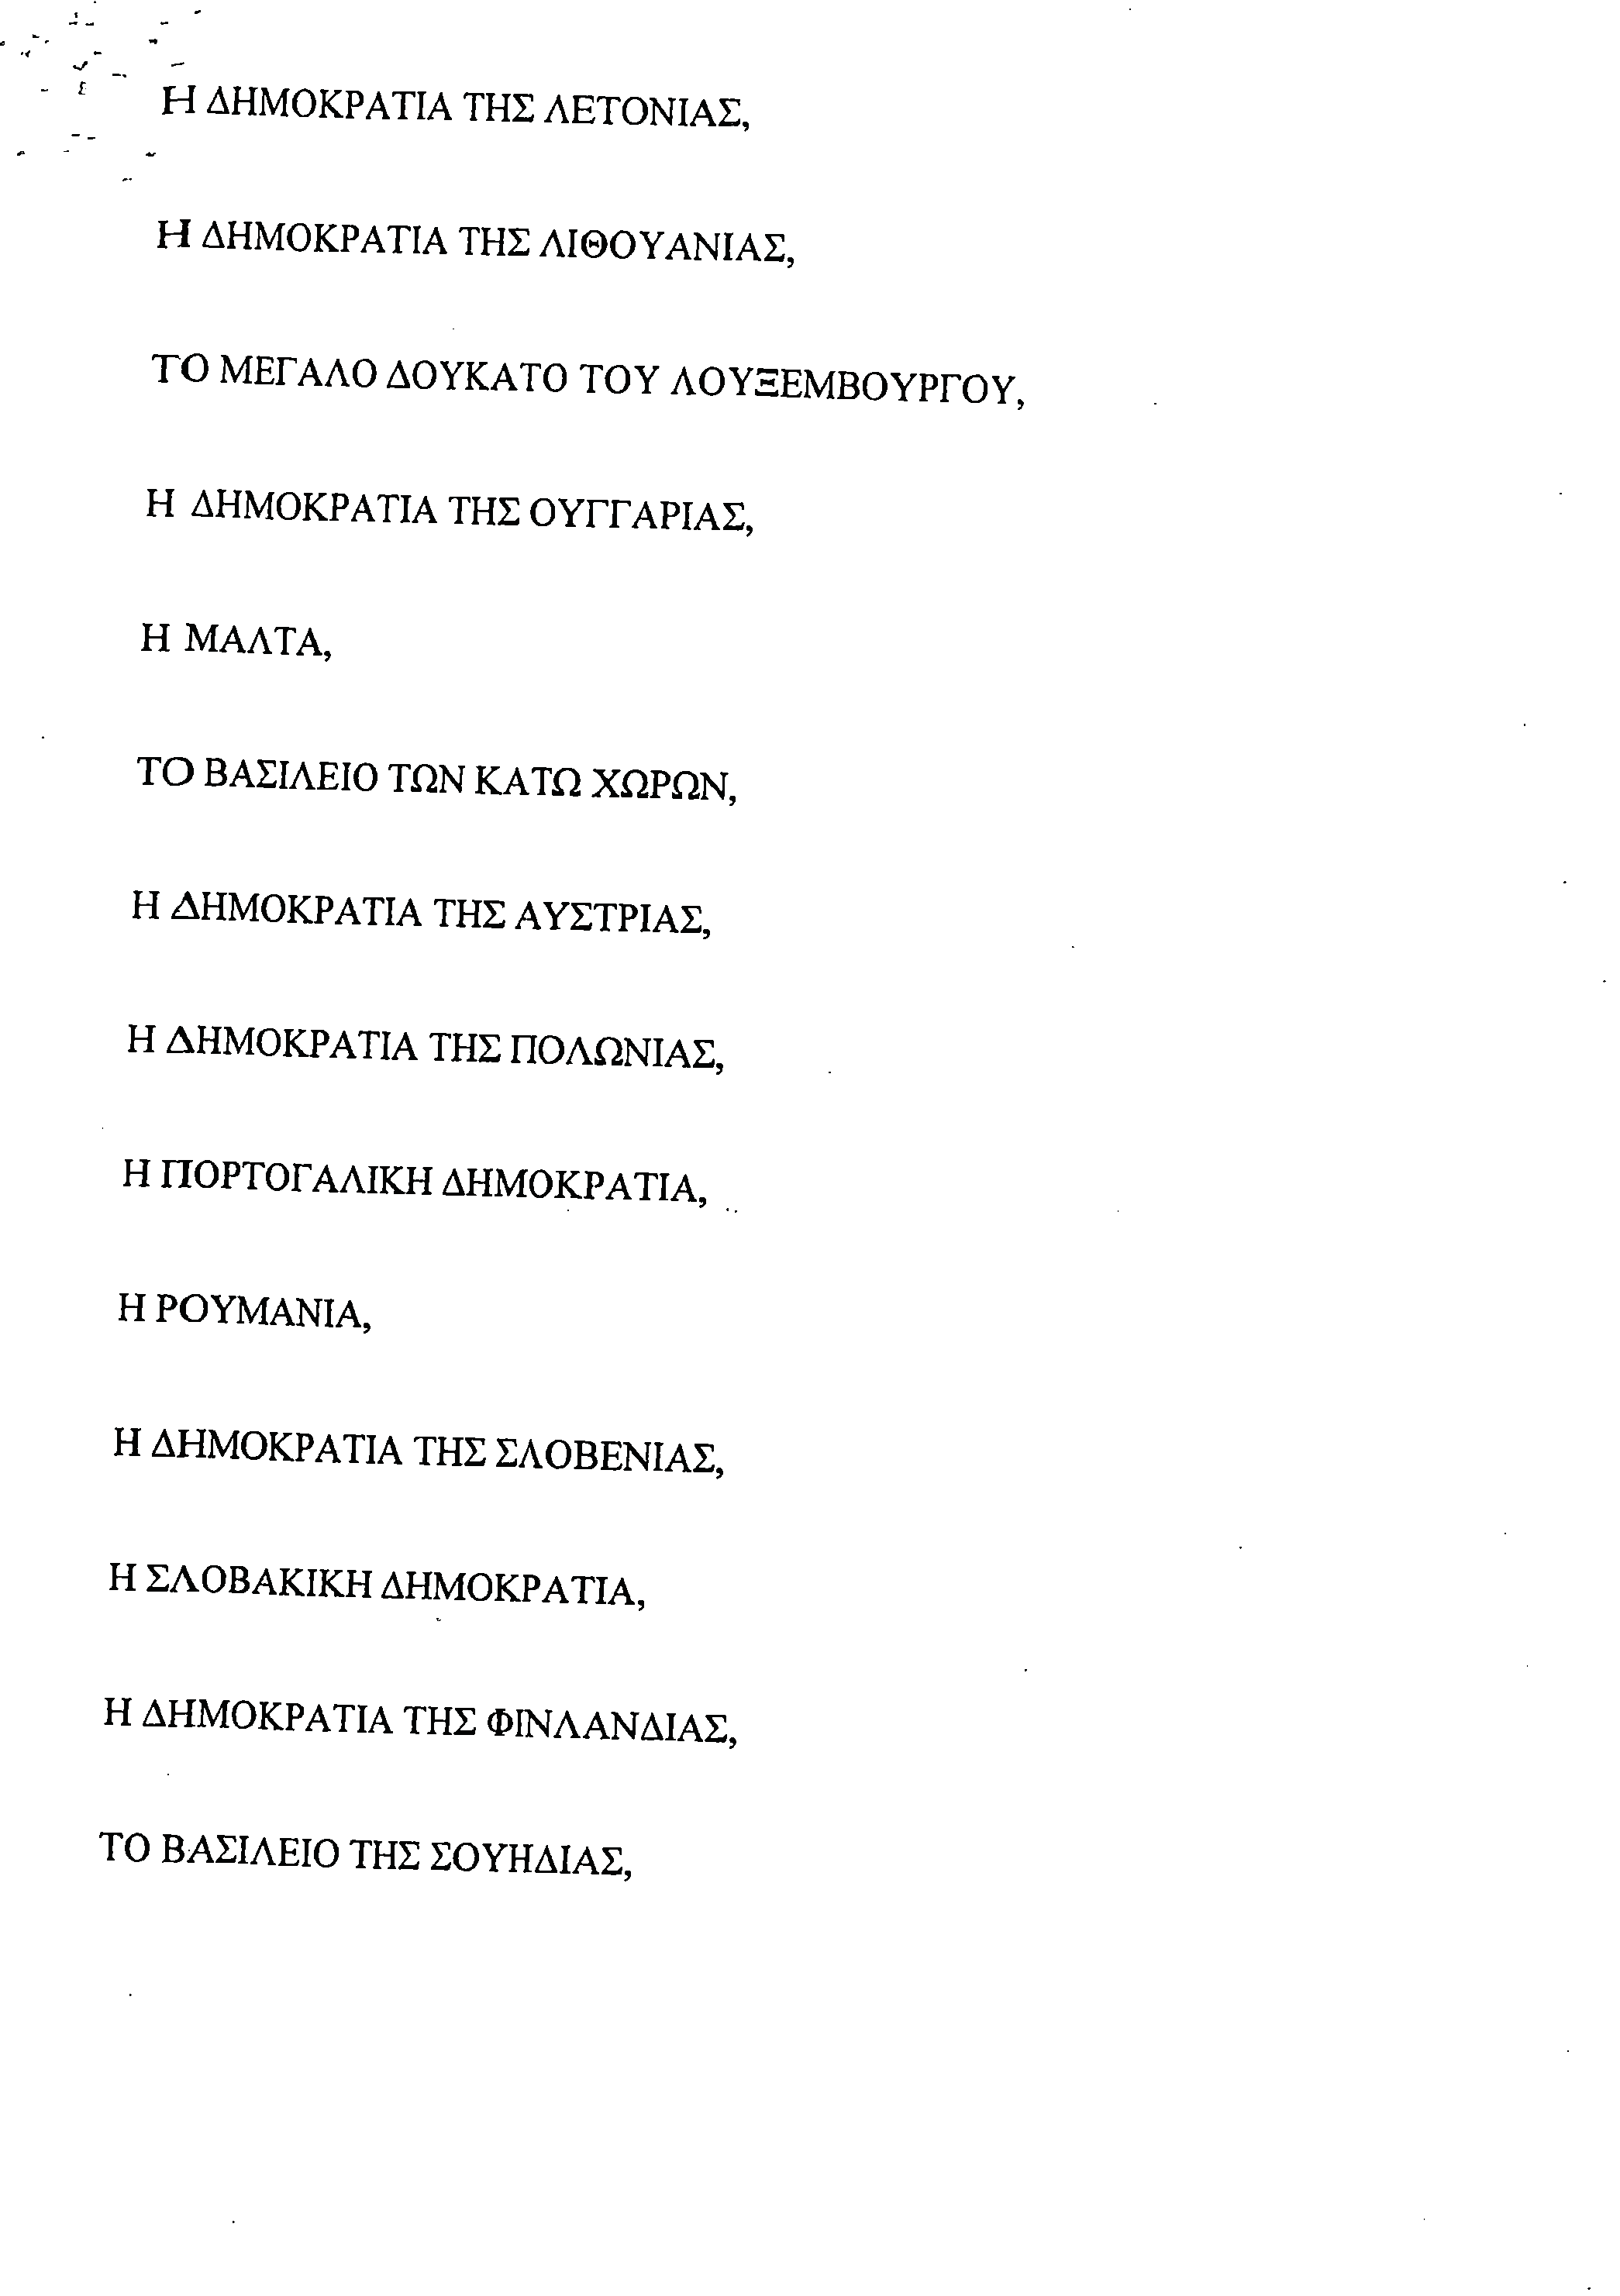 Η ΔΗΜΟΚΡΑΤΙΑ ΤΗΣ ΛΕΤΟΝΙΑΣ,
Η ΔΗΜΟΚΡΑΤΙΑ ΤΗΣ ΛΙΘΟΥΑΝΙΑΣ,
ΤΟ ΜΕΓΑΛΟ ΔΟΥΚΑΤΟ ΤΟΥ ΛΟΥΞΕΜΒΟΥΡΓΟΥ,
Η ΔΗΜΟΚΡΑΤΙΑ ΤΗΣ ΟΥΓΓΑΡΙΑΣ,
Η ΜΑΛΤΑ,
ΤΟ ΒΑΣΙΛΕΙΟ ΤΩΝ ΚΑΤΩ ΧΩΡΩΝ,
Η ΔΗΜΟΚΡΑΤΙΑ ΤΗΣ ΑΥΣΤΡΙΑΣ,
Η ΔΗΜΟΚΡΑΤΙΑ ΤΗΣ ΠΟΛΩΝΙΑΣ,
Η ΠΟΡΤΟΓΑΛΙΚΗ ΔΗΜΟΚΡΑΤΙΑ,
Η ΡΟΥΜΑΝΙΑ,
Η ΔΗΜΟΚΡΑΤΙΑ ΤΗΣ ΣΛΟΒΕΝΙΑΣ,
Η ΣΛΟΒΑΚΙΚΗ ΔΗΜΟΚΡΑΤΙΑ,
Η ΔΗΜΟΚΡΑΤΙΑ ΤΗΣ ΦΙΝΛΑΝΔΙΑΣ,
ΤΟ ΒΑΣΙΛΕΙΟ ΤΗΣ ΣΟΥΗΔΙΑΣ,